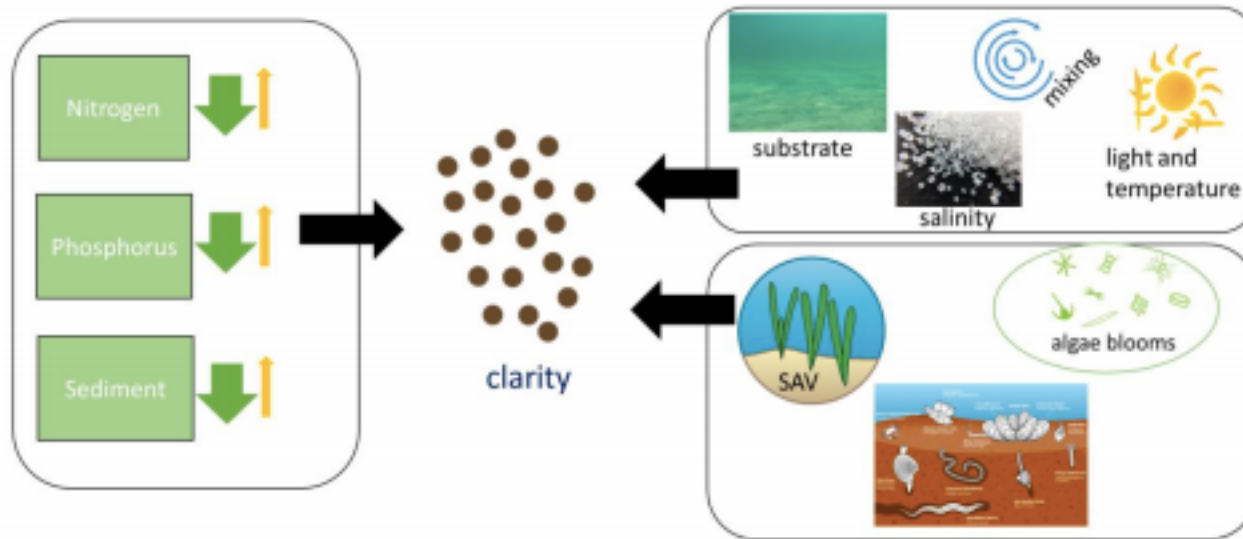 Nitrogen
Phosphorus
Sediment
clarity
substrate
salinity
mixing
light and
temperature
SAV
algae blooms